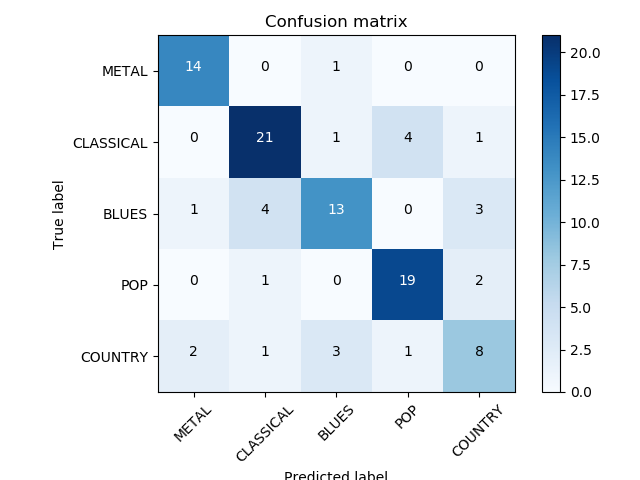 Confusion matrix
True label
METAL 14 0 1 0 0
CLASSICAL 0 21 1 4 1
BLUES 1 4 13 0 3
POP 0 1 0 19 2
COUNTRY 2 1 3 1 8
METAL CLASSICAL BLUES POP COUNTRY
Predicted label
20.0
17.5
15.0
12.5
10.0
7.5
5.0
2.5
0.0